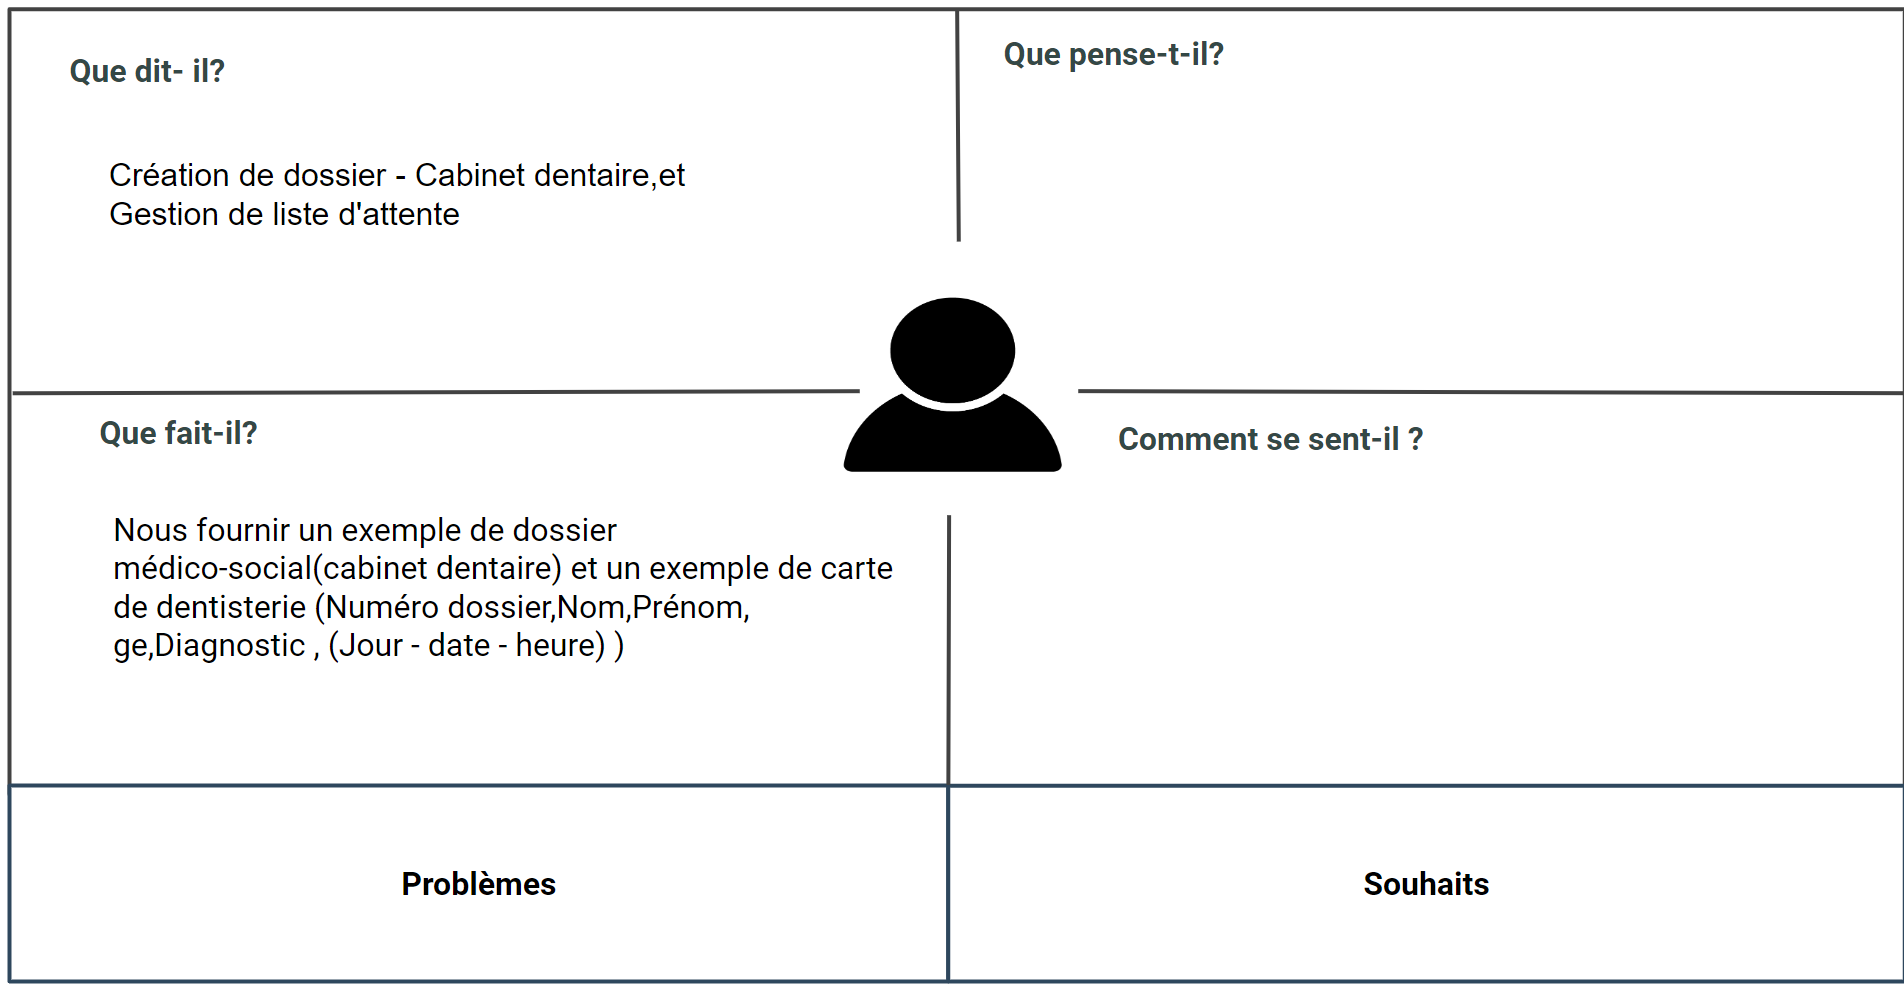 Que dit- il?
Création de dossier - Cabinet dentaire,et
Gestion de liste d'attente
Que pense-t-il?
Que fait-il?
Nous fournir un exemple de dossier
médico-social(cabinet dentaire) et un exemple de carte
de dentisterie (Numéro dossier,Nom,Prénom,
ge,Diagnostic , (Jour - date - heure) )
Comment se sent-il ?
Problèmes
Souhaits